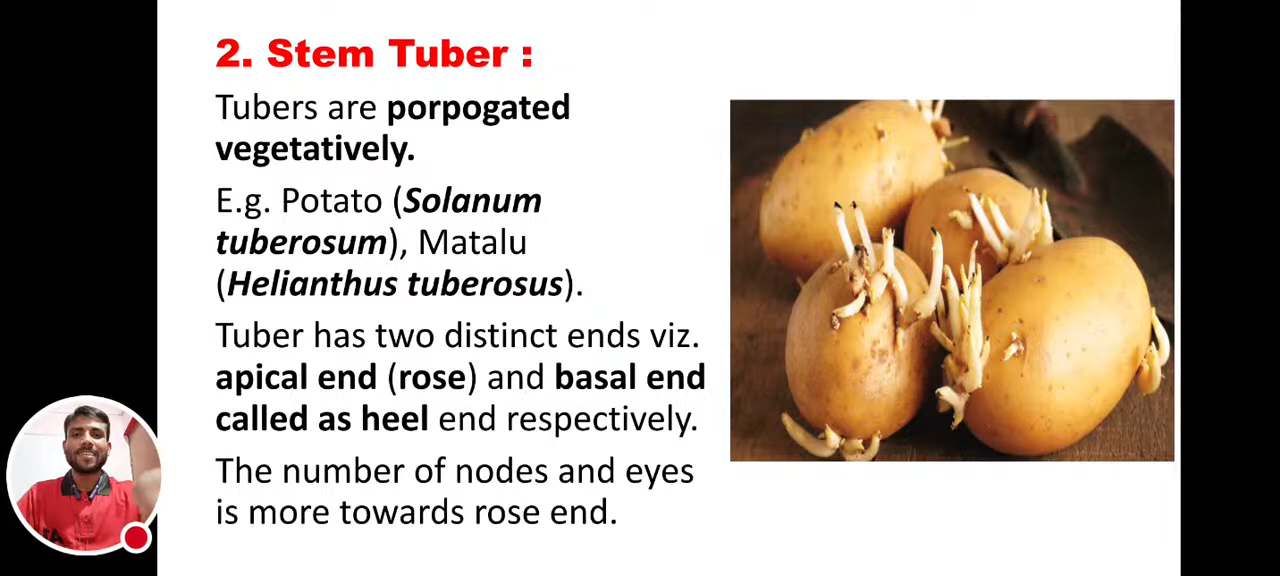 2. Stem Tuber :
Tubers are porpogated
vegetatively.
E.g. Potato (Solanum
tuberosum), Matalu
(Helianthus tuberosus).
Tuber has two distinct ends viz.
apical end (rose) and basal end
called as heel end respectively.
The number of nodes and eyes
is more towards rose end.